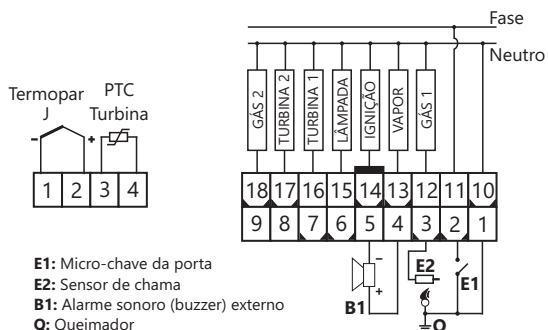 Fase
Neutro
GÁS 2
TURBINA 2
TURBINA 1
LÂMPADA
IGNIÇÃO
VAPOR
GÁS 1
Termopar
J
PTC
Turbina
- +
1 2 3 4
18 17 16 15 14 13 12 11 10
9 8 7 6 5 4 3 2 1
-
+
B1
E2
E1
Q
E1: Micro-chave da porta
E2: Sensor de chama
B1: Alarme sonoro (buzzer) externo
Q: Queimador